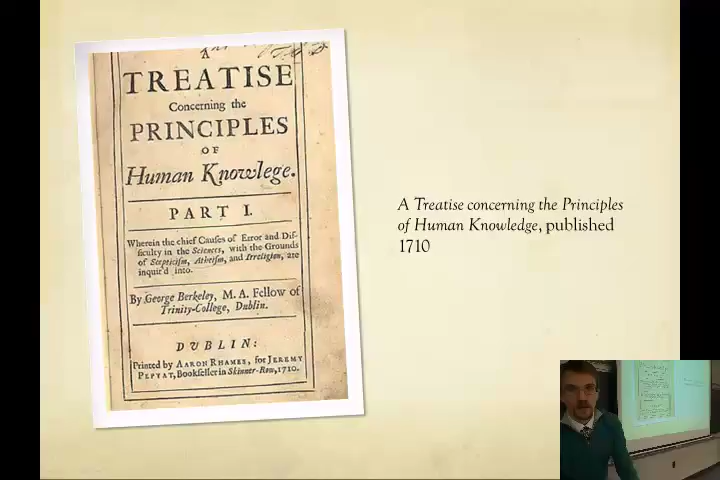 A
TREATISE
Concerning the
PRINCIPLES
OF
Human Knowlege.
PART I.
Wherein the chief Causes of Error and Dif-
ficulty in the Sciences, with the Grounds
of Scepticism, Atheism, and Irreligion, are
inquir'd into.
By George Berkeley, M. A. Fellow of
Trinity-College, Dublin.
DUBLIN:
Printed by AARON RHAMES, for JEREMY
PEPYAT, Bookseller in Skinner-Row, 1710.
A Treatise concerning the Principles
of Human Knowledge, published
1710